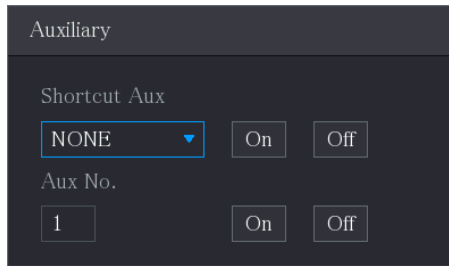 Auxiliary
Shortcut Aux
NONE On Off
Aux No.
1 On Off